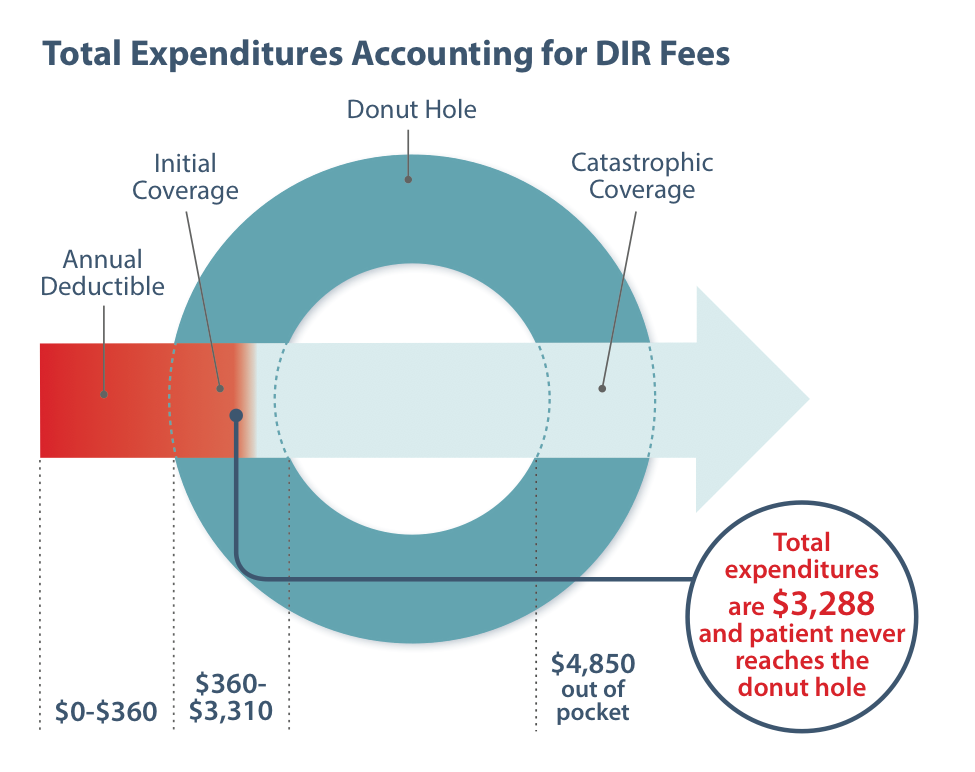 Total Expenditures Accounting for DIR Fees
Donut Hole
Initial
Coverage
Catastrophic
Coverage
Annual
Deductible
Total
expenditures
are $3,288
and patient never
reaches the
donut hole
$0-$360
$360-
$3,310
$4,850
out of
pocket